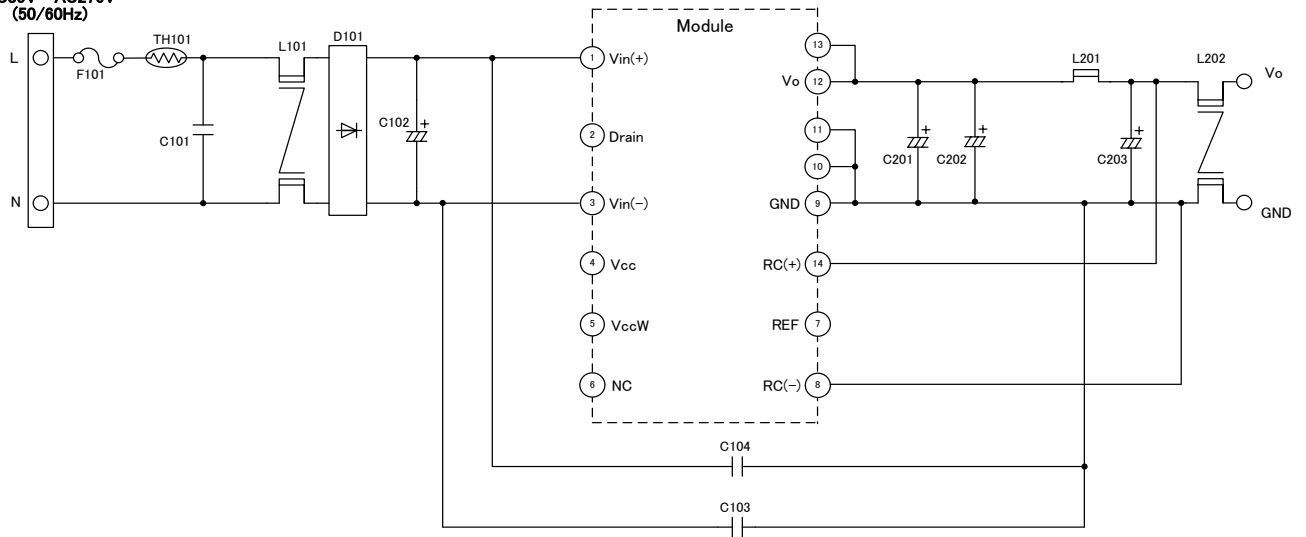 (50/60Hz)
L
F101
TH101
C101
L101
D101
C102
N
Module
1 Vin(+)
2 Drain
3 Vin(-)
4 Vcc
5 VccW
6 NC
13
Vo 12
11
10
GND 9
RC(+) 14
REF 7
RC(-) 8
C201
C202
L201
C203
L202
Vo
GND
C104
C103